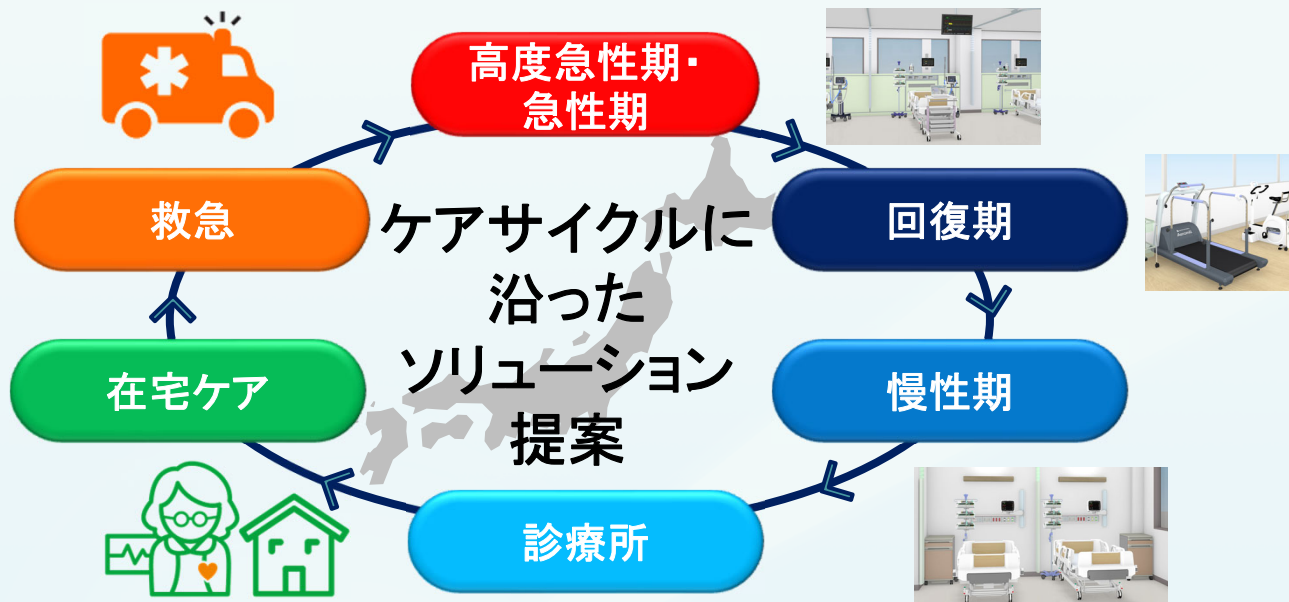 高度急性期・
急性期
救急
回復期
ケアサイクルに
沿った
ソリューション
提案
在宅ケア
慢性期
診療所